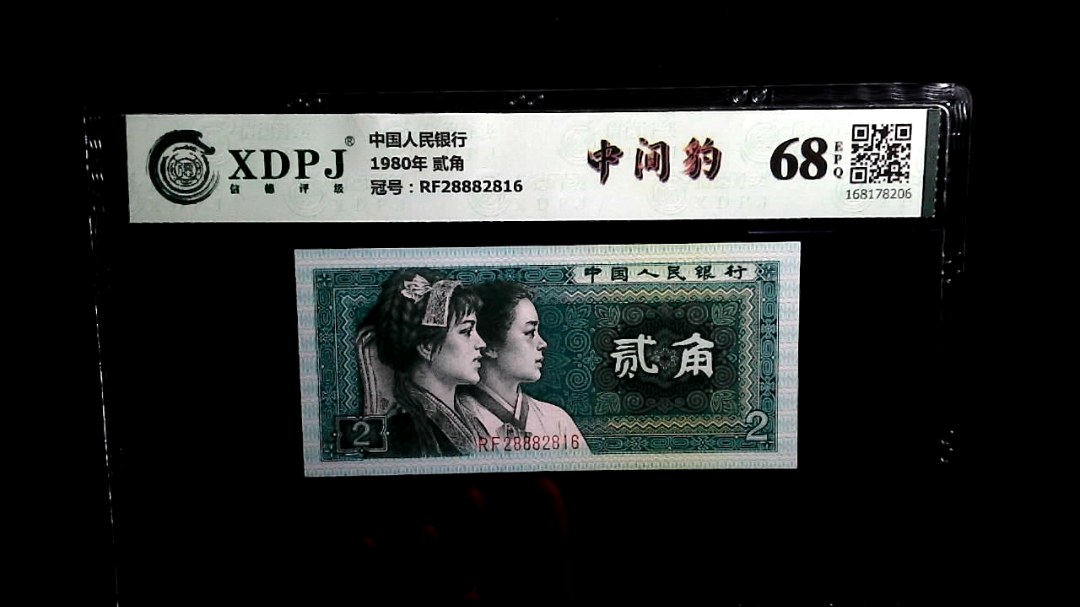 XDPJ®
信德评级
中国人民银行
1980年 贰角
冠号：RF28882816
中间豹
68
EPQ
168178206
中国人民银行
贰角
2
2
RF28882816